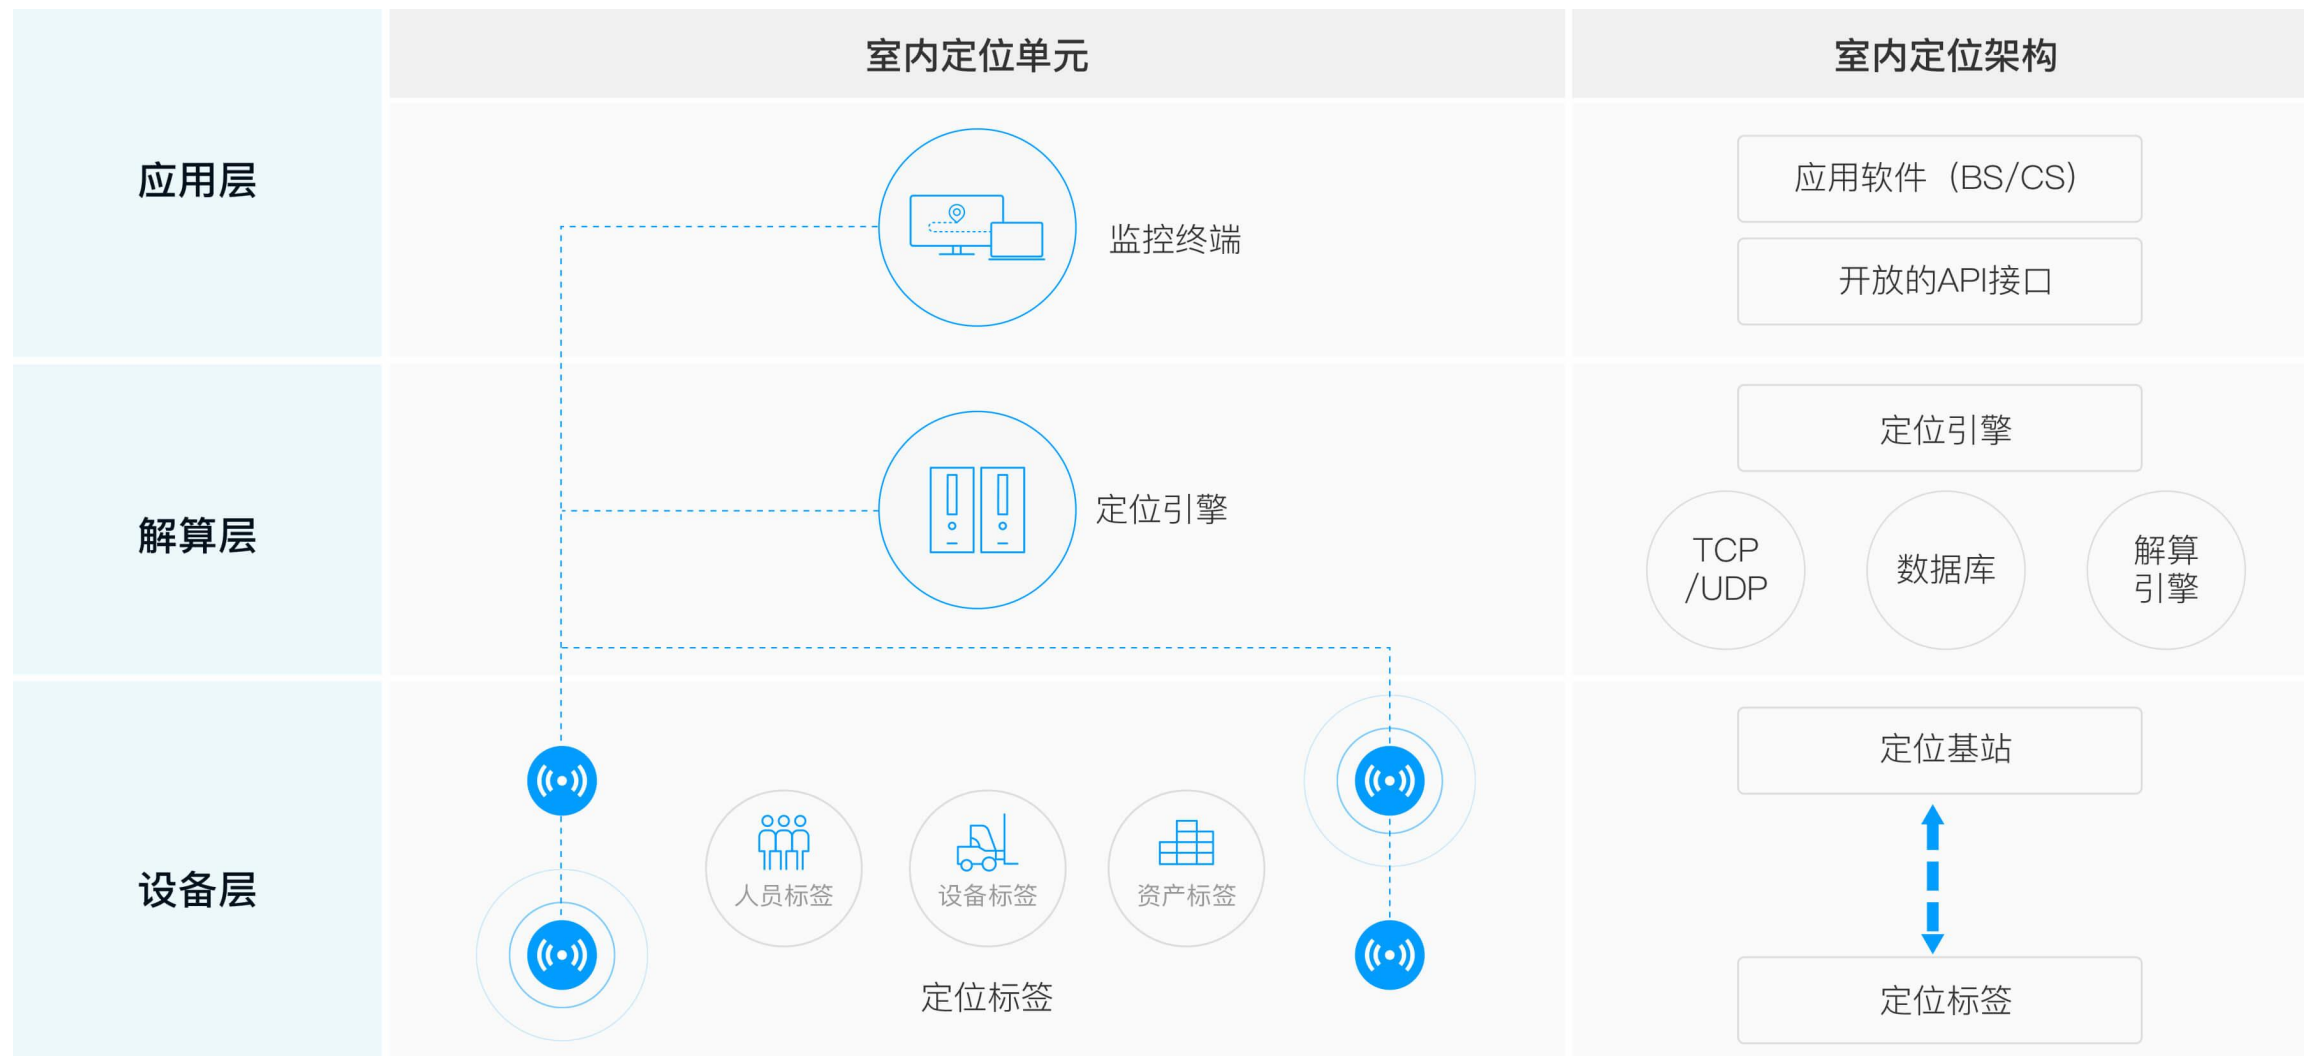 室内定位单元
室内定位架构
应用层
监控终端
应用软件（BS/CS）
开放的API接口
解算层
定位引擎
定位引擎
TCP
/UDP
数据库
解算
引擎
设备层
人员标签
设备标签
资产标签
定位标签
定位基站
定位标签